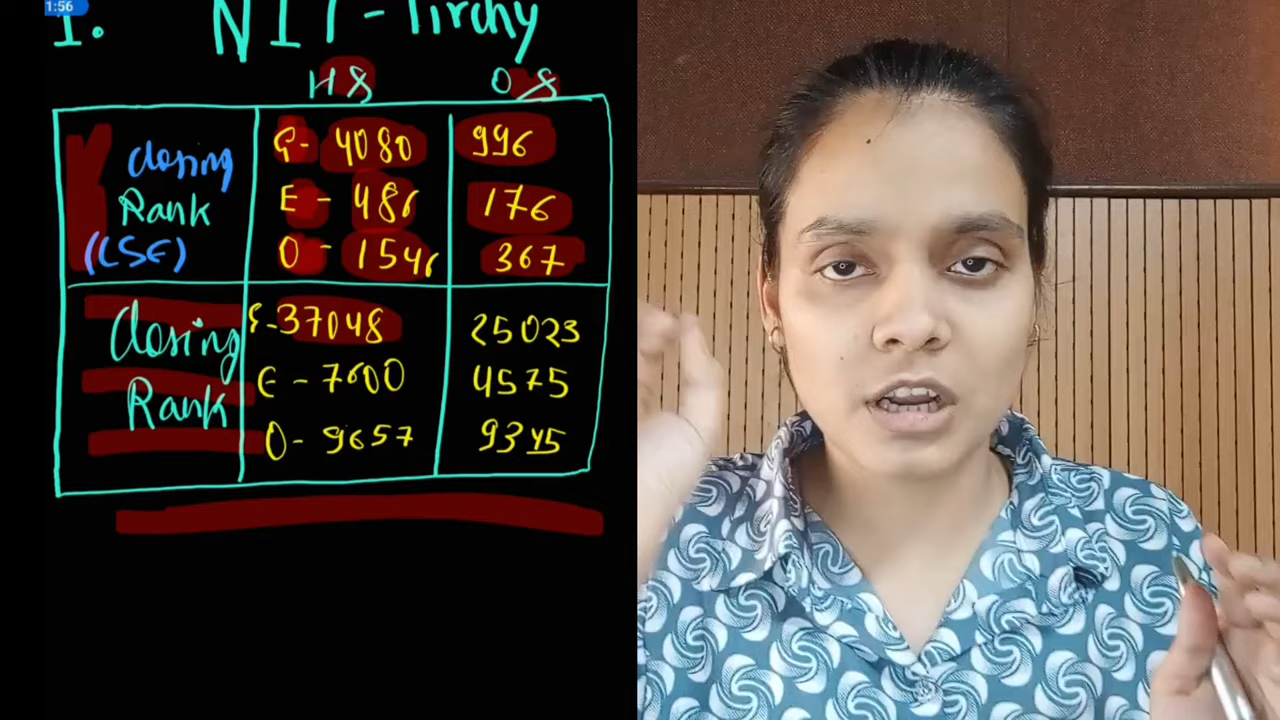 1:56
1. NIT - Tirchy
HS OS
Closing Rank (CSE)
G- 4080 996
E - 486 176
O - 1546 367
Closing Rank
G-37048 25023
E - 7600 4575
O- 9657 9345